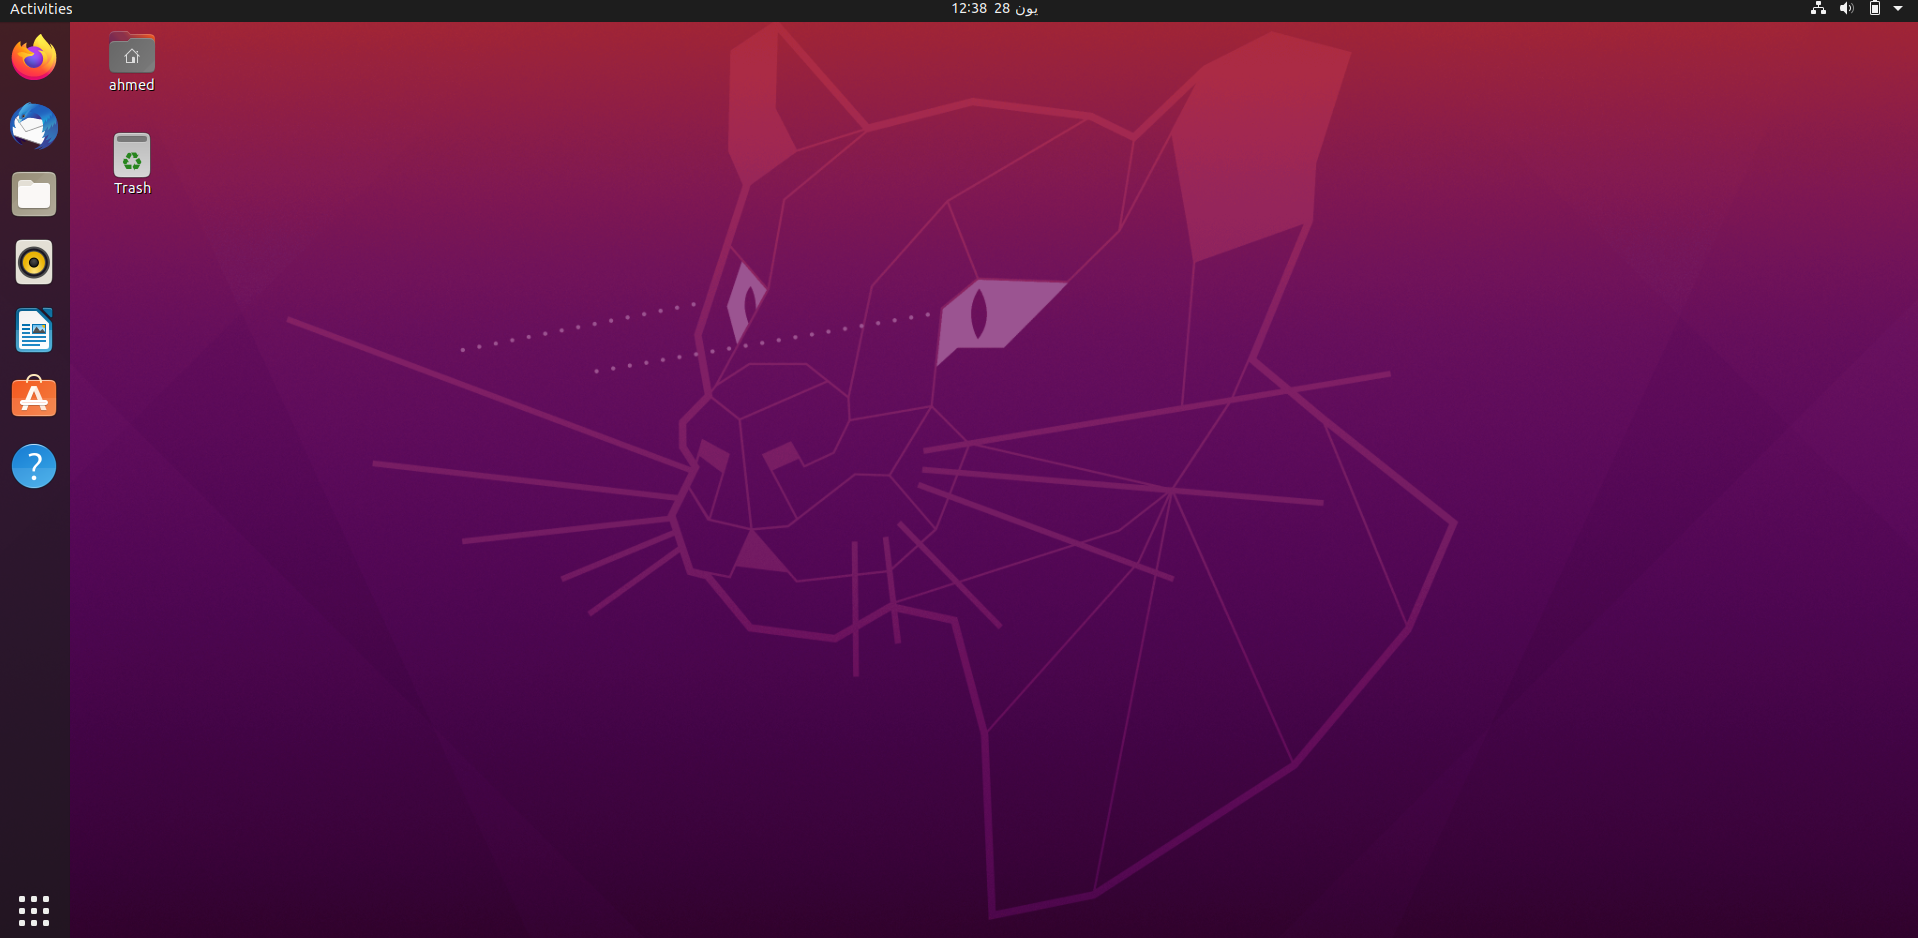 Activities
12:38 28 يون
ahmed
Trash